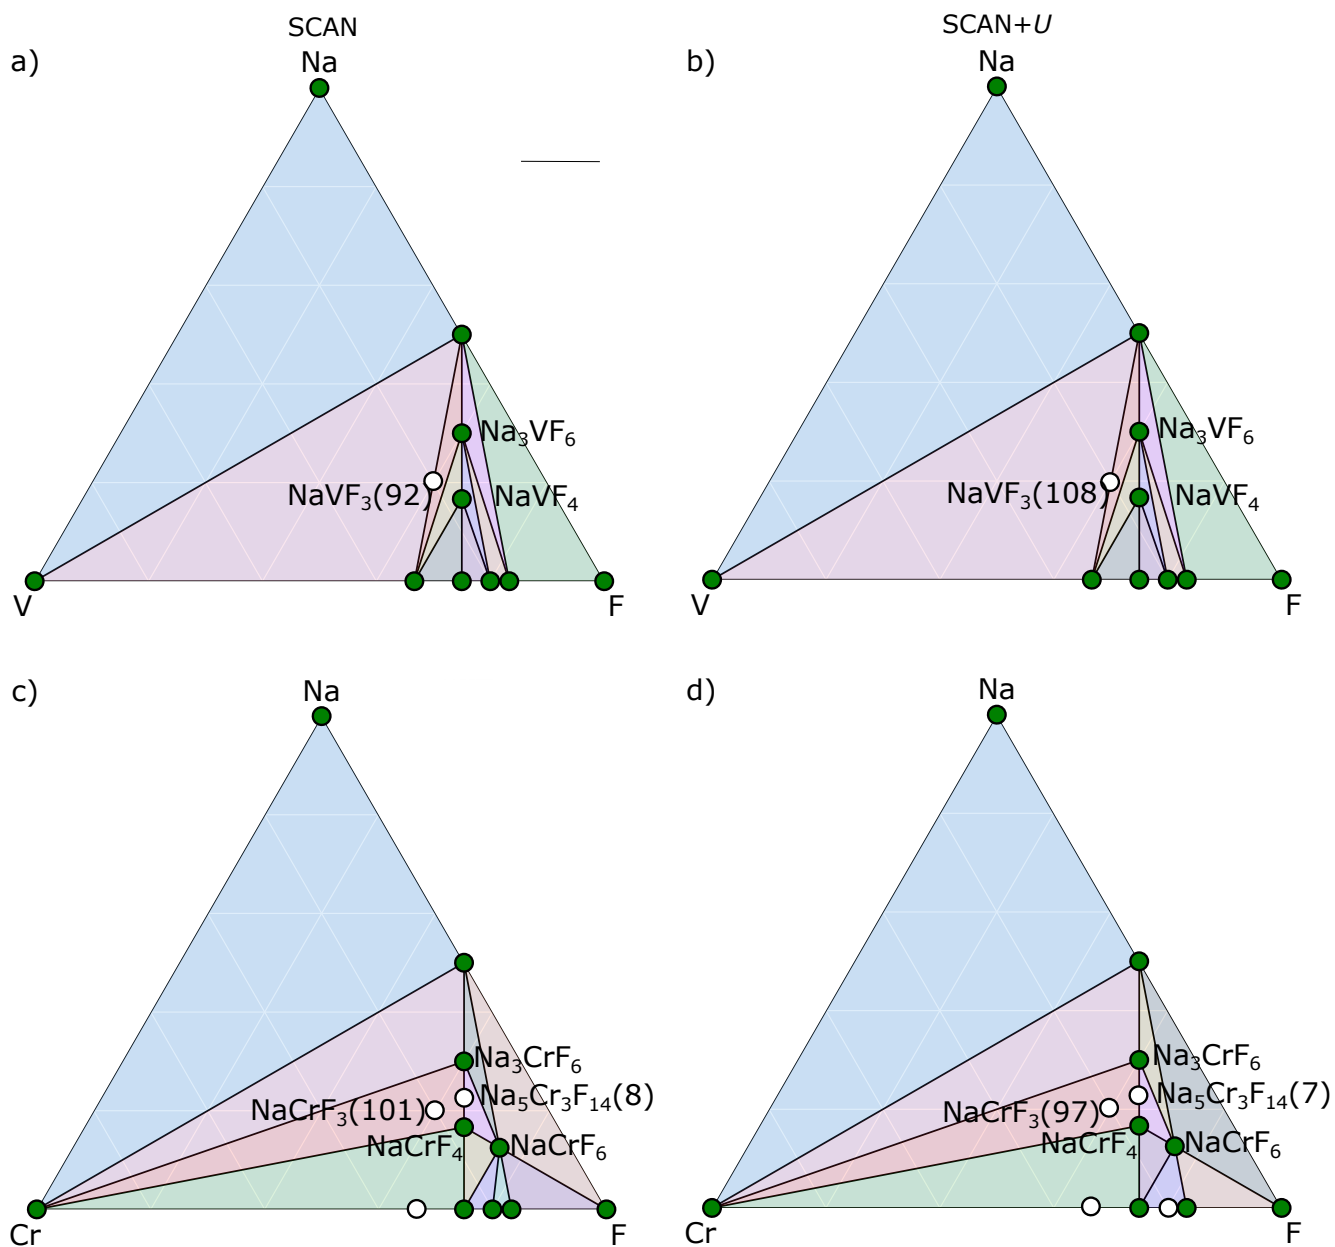 SCAN
SCAN+U
a)
Na
b)
Na
Na₃VF₆
Na₃VF₆
NaVF₃(92)
NaVF₄
NaVF₃(108)
NaVF₄
V
F
V
F
c)
Na
d)
Na
Na₃CrF₆
Na₃CrF₆
Na₅Cr₃F₁₄(8)
Na₅Cr₃F₁₄(7)
NaCrF₃(101)
NaCrF₃(97)
NaCrF₄
NaCrF₆
NaCrF₄
NaCrF₆
Cr
F
Cr
F